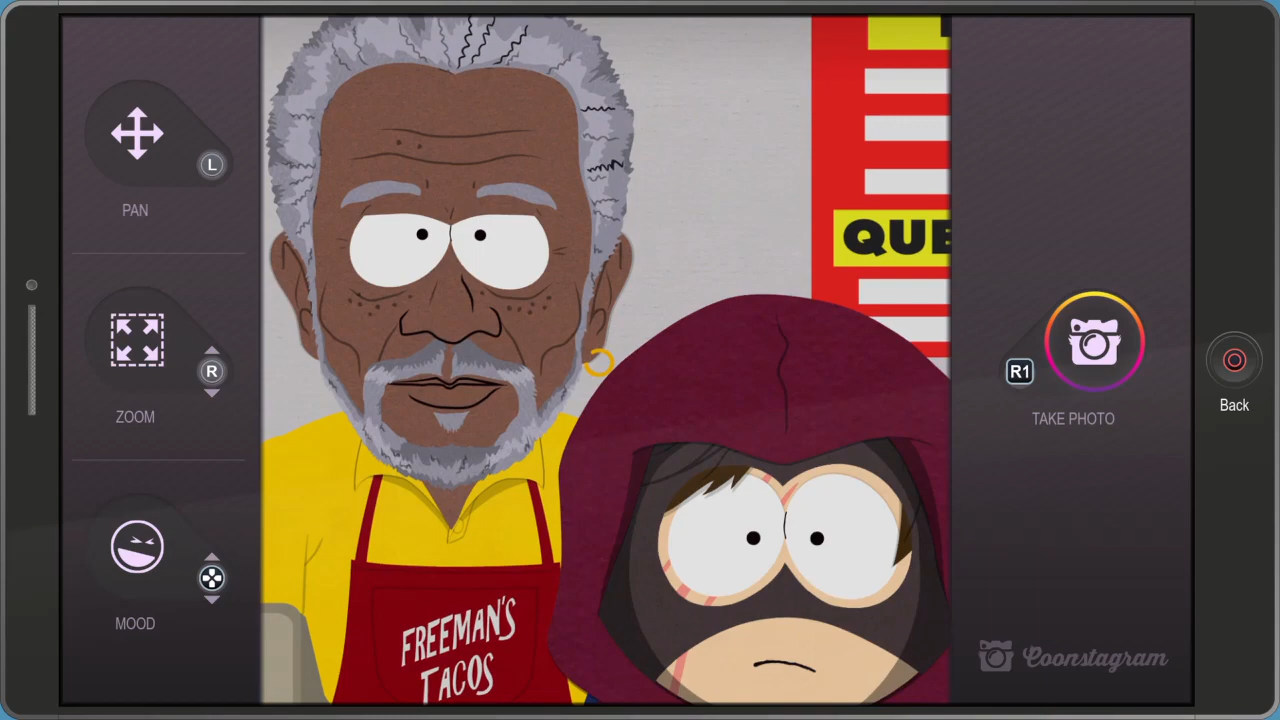 L
PAN
R
ZOOM
MOOD
FREEMAN'S
TACOS
QUE
R1
TAKE PHOTO
Back
Coonstagram